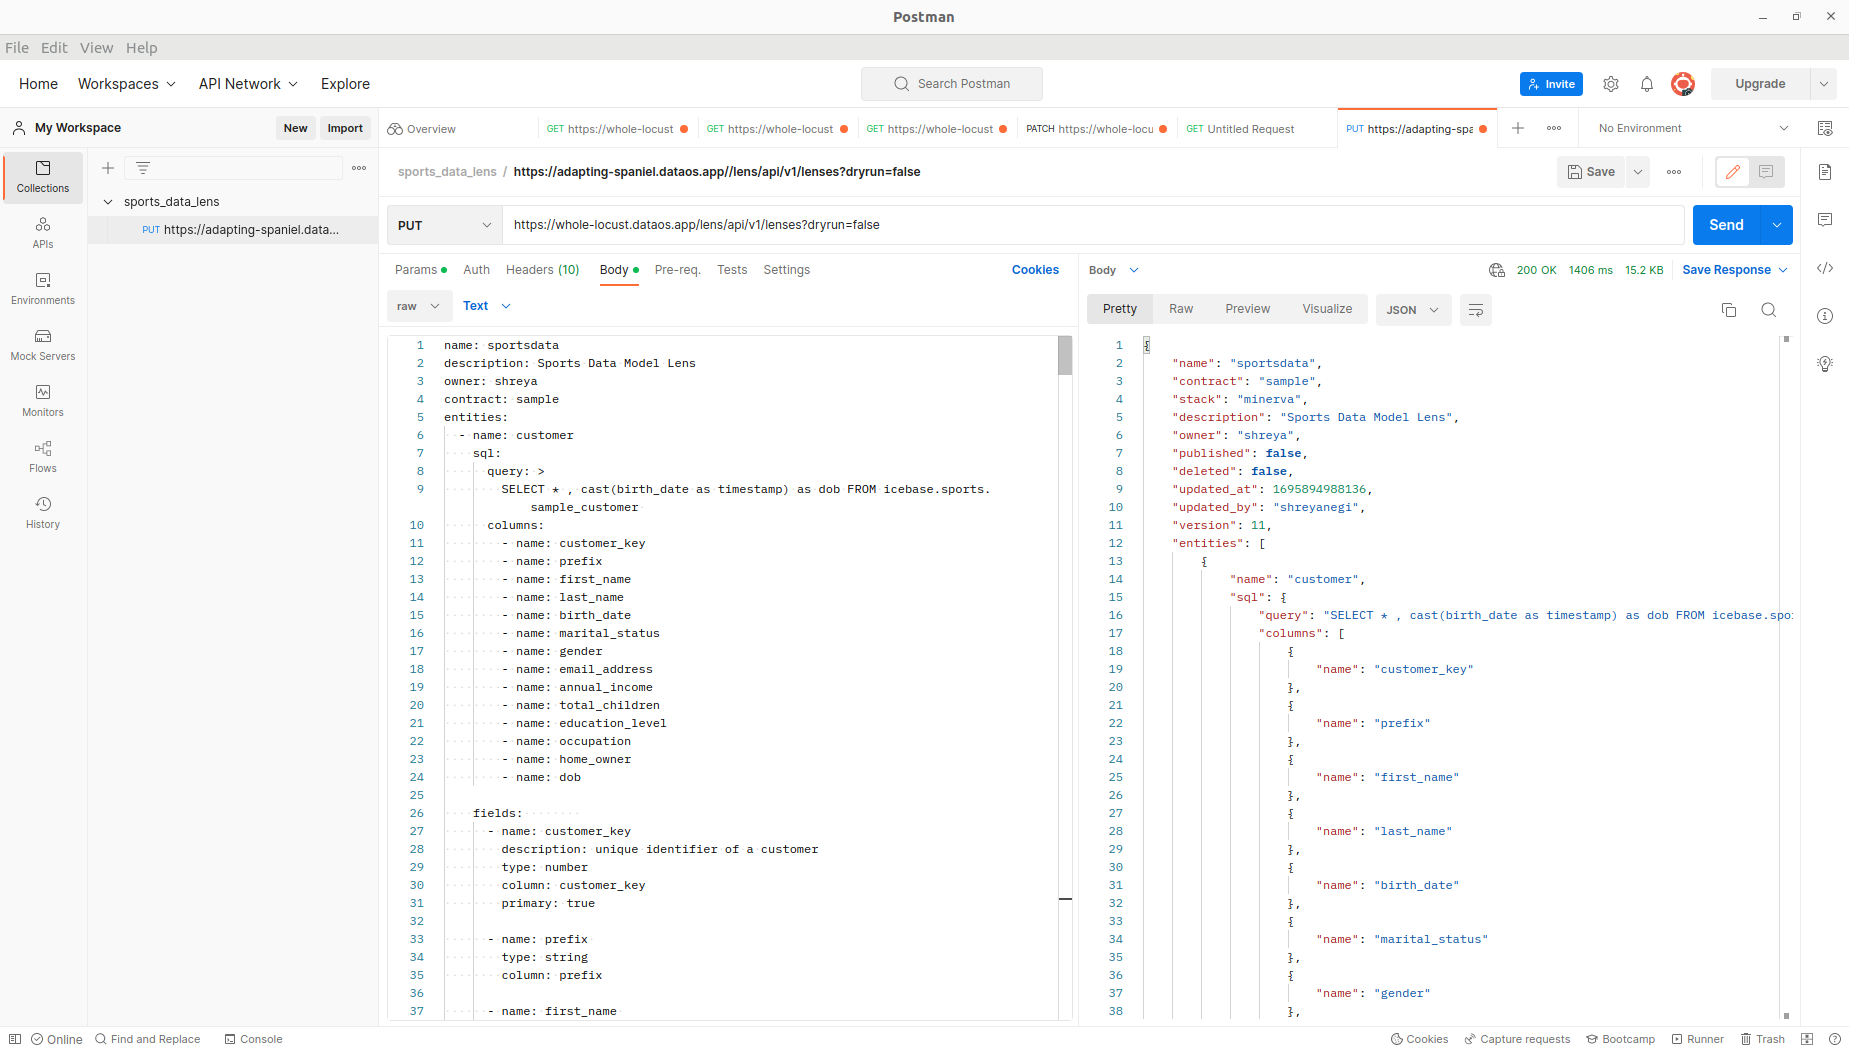 Postman
File Edit View Help
Home Workspaces API Network Explore Search Postman Invite Upgrade
My Workspace New Import Overview GET https://whole-locust GET https://whole-locust GET https://whole-locust PATCH https://whole-locu GET Untitled Request PUT https://adapting-spa No Environment
Collections
APIs
Environments
Mock Servers
Monitors
Flows
History
sports_data_lens
PUT https://adapting-spaniel.data...
sports_data_lens / https://adapting-spaniel.dataos.app//lens/api/v1/lenses?dryrun=false Save
PUT https://whole-locust.dataos.app/lens/api/v1/lenses?dryrun=false Send
Params Auth Headers (10) Body Pre-req. Tests Settings Cookies
raw Text
1 name: sportsdata
2 description: Sports Data Model Lens
3 owner: shreya
4 contract: sample
5 entities:
6 - name: customer
7 sql:
8 query: >
9 SELECT * , cast(birth_date as timestamp) as dob FROM icebase.sports.
sample_customer
10 columns:
11 - name: customer_key
12 - name: prefix
13 - name: first_name
14 - name: last_name
15 - name: birth_date
16 - name: marital_status
17 - name: gender
18 - name: email_address
19 - name: annual_income
20 - name: total_children
21 - name: education_level
22 - name: occupation
23 - name: home_owner
24 - name: dob
25
26 fields:
27 - name: customer_key
28 description: unique identifier of a customer
29 type: number
30 column: customer_key
31 primary: true
32
33 - name: prefix
34 type: string
35 column: prefix
36
37 - name: first_name
Body 200 OK 1406 ms 15.2 KB Save Response
Pretty Raw Preview Visualize JSON
1 {
2 "name": "sportsdata",
3 "contract": "sample",
4 "stack": "minerva",
5 "description": "Sports Data Model Lens",
6 "owner": "shreya",
7 "published": false,
8 "deleted": false,
9 "updated_at": 1695894988136,
10 "updated_by": "shreyanegi",
11 "version": 11,
12 "entities": [
13 {
14 "name": "customer",
15 "sql": {
16 "query": "SELECT * , cast(birth_date as timestamp) as dob FROM icebase.spo
17 "columns": [
18 {
19 "name": "customer_key"
20 },
21 {
22 "name": "prefix"
23 },
24 {
25 "name": "first_name"
26 },
27 {
28 "name": "last_name"
29 },
30 {
31 "name": "birth_date"
32 },
33 {
34 "name": "marital_status"
35 },
36 {
37 "name": "gender"
38 },
Online Find and Replace Console Cookies Capture requests Bootcamp Runner Trash